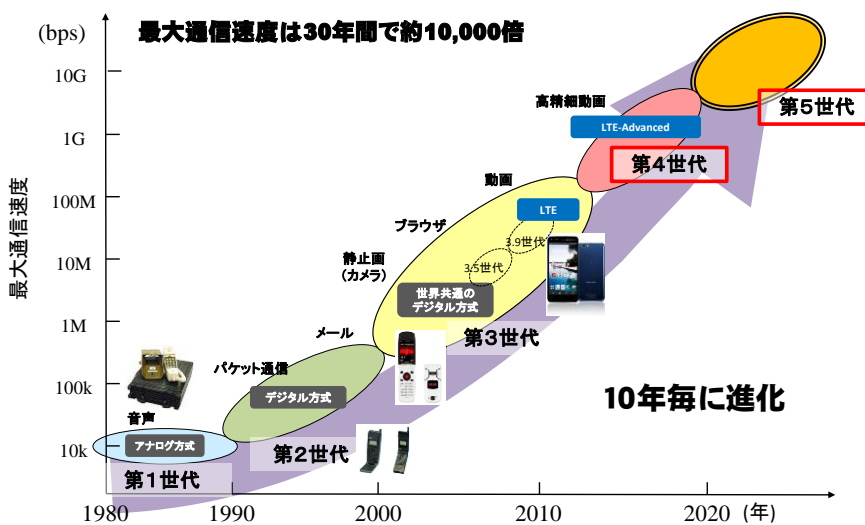 (bps)
最大通信速度は30年間で約10,000倍
10G
1G
100M
10M
1M
100k
10k
最大通信速度
高精細動画
LTE-Advanced
第5世代
第4世代
動画
LTE
ブラウザ
3.9世代
静止画
(カメラ)
3.5世代
世界共通の
デジタル方式
メール
第3世代
パケット通信
デジタル方式
10年毎に進化
音声
アナログ方式
第2世代
第1世代
1980
1990
2000
2010
2020
(年)